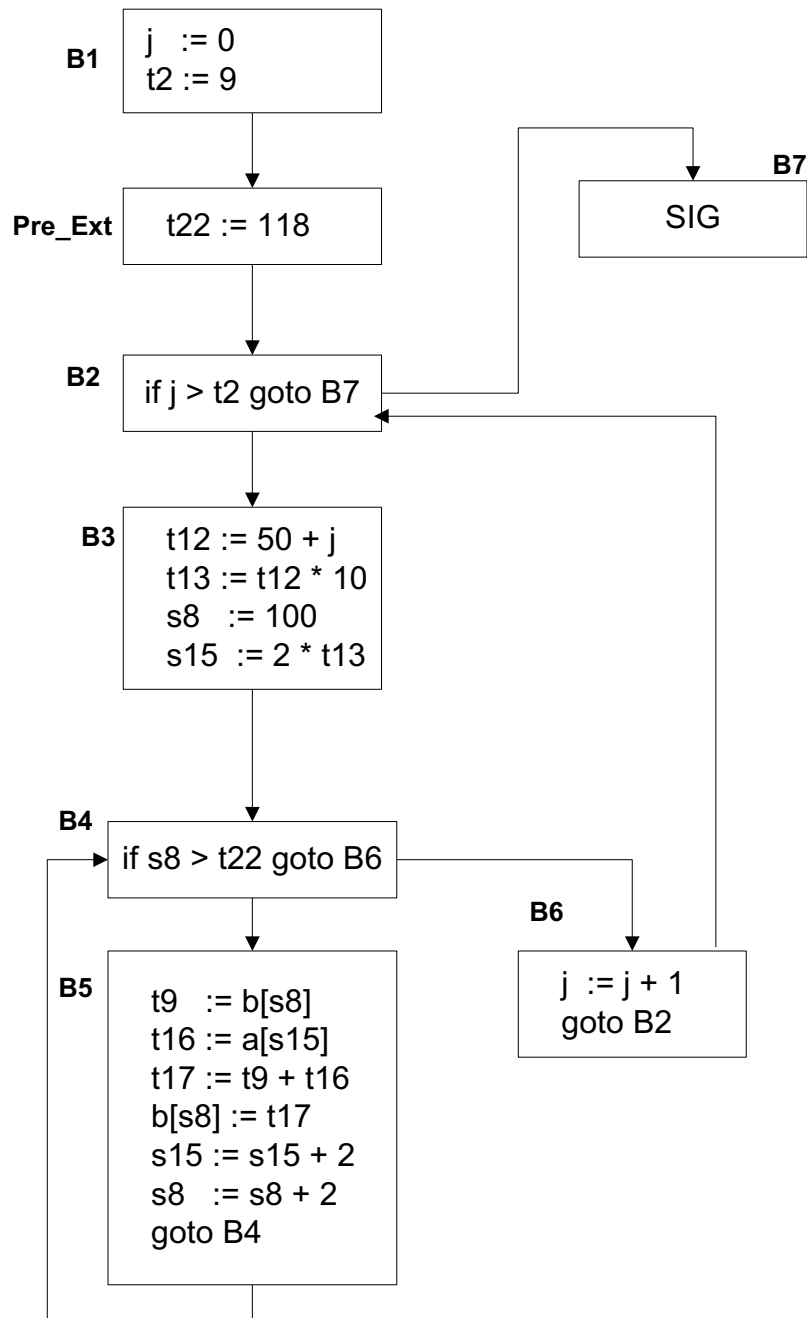 B1
j := 0
t2 := 9
B7
SIG
Pre_Ext
t22 := 118
B2
if j > t2 goto B7
B3
t12 := 50 + j
t13 := t12 * 10
s8 := 100
s15 := 2 * t13
B4
if s8 > t22 goto B6
B6
j := j + 1
goto B2
B5
t9 := b[s8]
t16 := a[s15]
t17 := t9 + t16
b[s8] := t17
s15 := s15 + 2
s8 := s8 + 2
goto B4